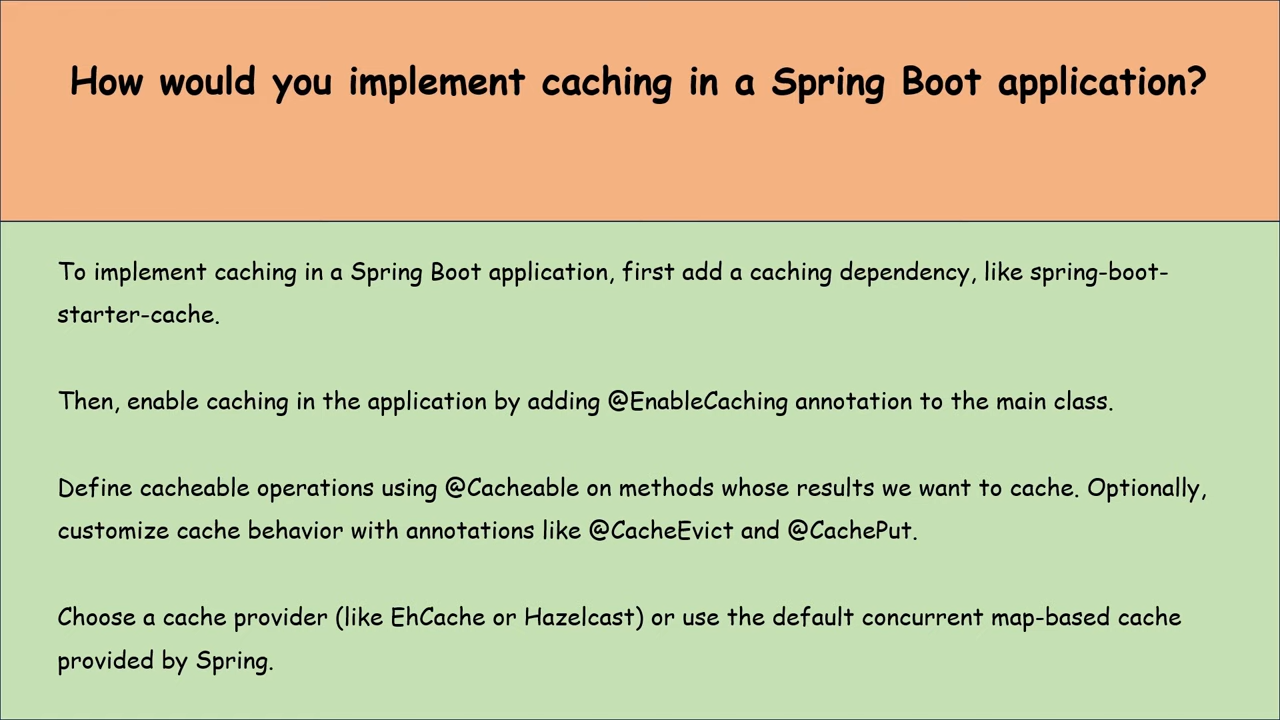 How would you implement caching in a Spring Boot application?
To implement caching in a Spring Boot application, first add a caching dependency, like spring-boot-
starter-cache.
Then, enable caching in the application by adding @EnableCaching annotation to the main class.
Define cacheable operations using @Cacheable on methods whose results we want to cache. Optionally,
customize cache behavior with annotations like @CacheEvict and @CachePut.
Choose a cache provider (like EhCache or Hazelcast) or use the default concurrent map-based cache
provided by Spring.